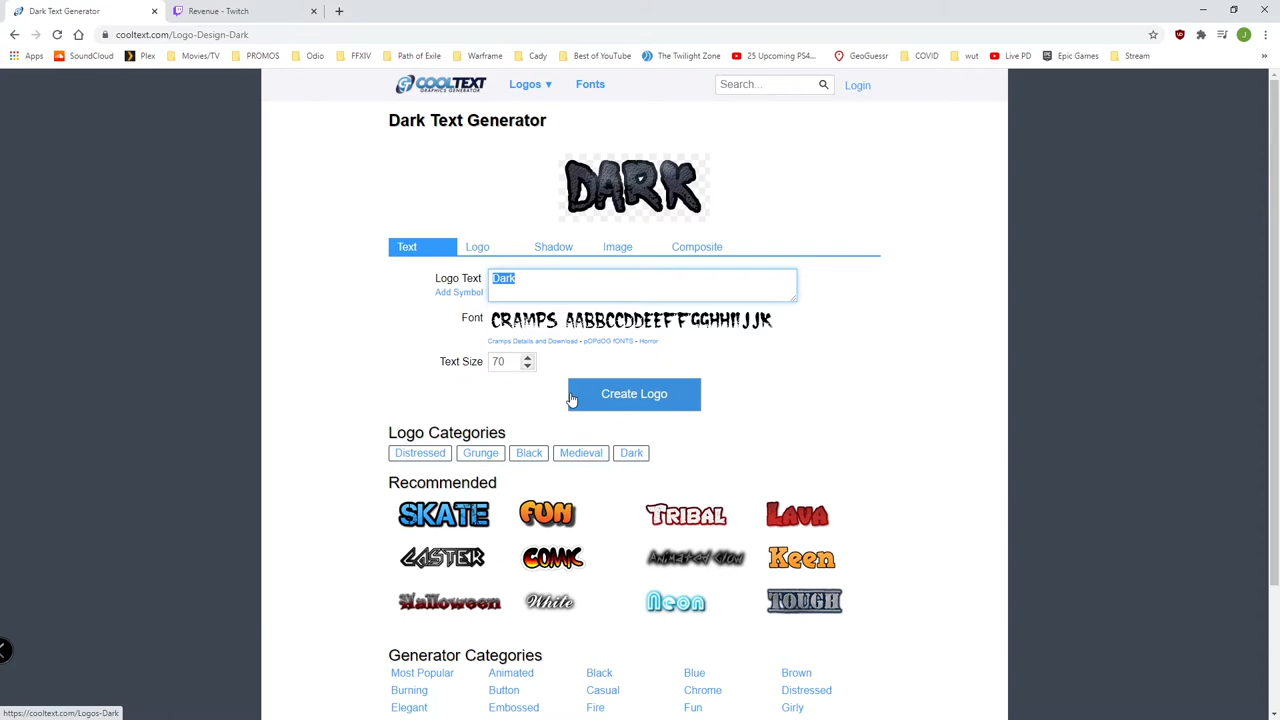 Dark Text Generator
Revenue - Twitch
cooltext.com/Logo-Design-Dark
Apps
SoundCloud
Plex
Movies/TV
PROMOS
Odio
FFXIV
Path of Exile
Warframe
Cady
Best of YouTube
The Twilight Zone
25 Upcoming PS4...
GeoGuessr
COVID
wut
Live PD
Epic Games
Stream
COOLTEXT
GRAPHICS GENERATOR
Logos ▼
Fonts
Search...
Login
Dark Text Generator
DARK
Text Logo Shadow Image Composite
Logo Text Dark
Add Symbol
Font CRAMPS AABBCCDDEEFFGGHHIIJJK
Cramps Details and Download - pOPdOG fONTS - Horror
Text Size 70
Create Logo
Logo Categories
Distressed Grunge Black Medieval Dark
Recommended
SKATE FUN TRIBAL LAVA
CASTER COMIC Animated Glow Keen
Halloween White Neon TOUGH
Generator Categories
Most Popular Animated Black Blue Brown
Burning Button Casual Chrome Distressed
Elegant Embossed Fire Fun Girly
https://cooltext.com/Logos-Dark